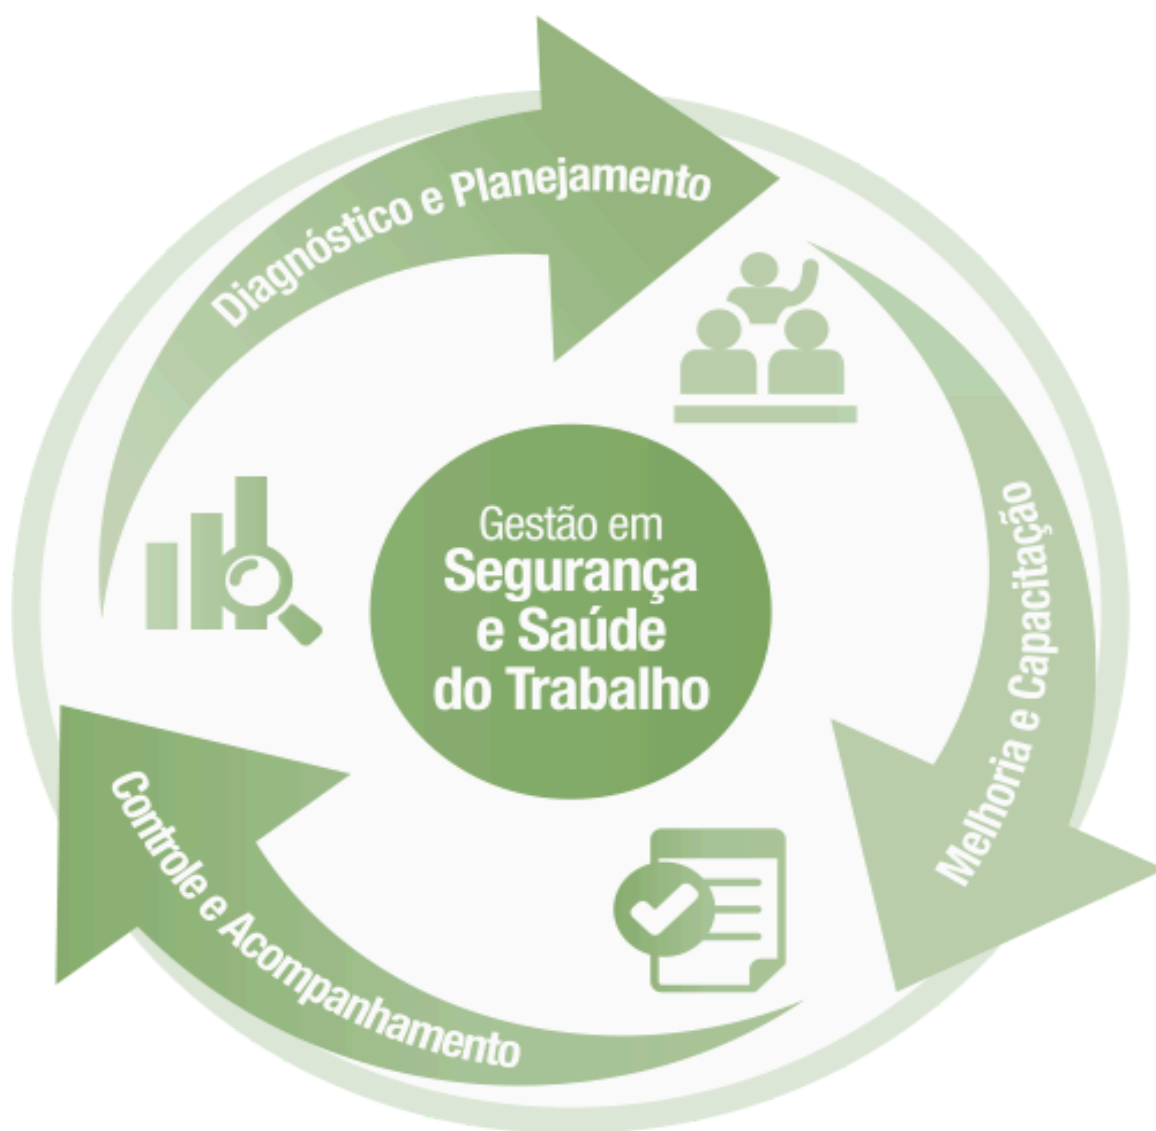 Diagnóstico e Planejamento
Gestão em
Segurança
e Saúde
do Trabalho
Melhoria e Capacitação
Controle e Acompanhamento